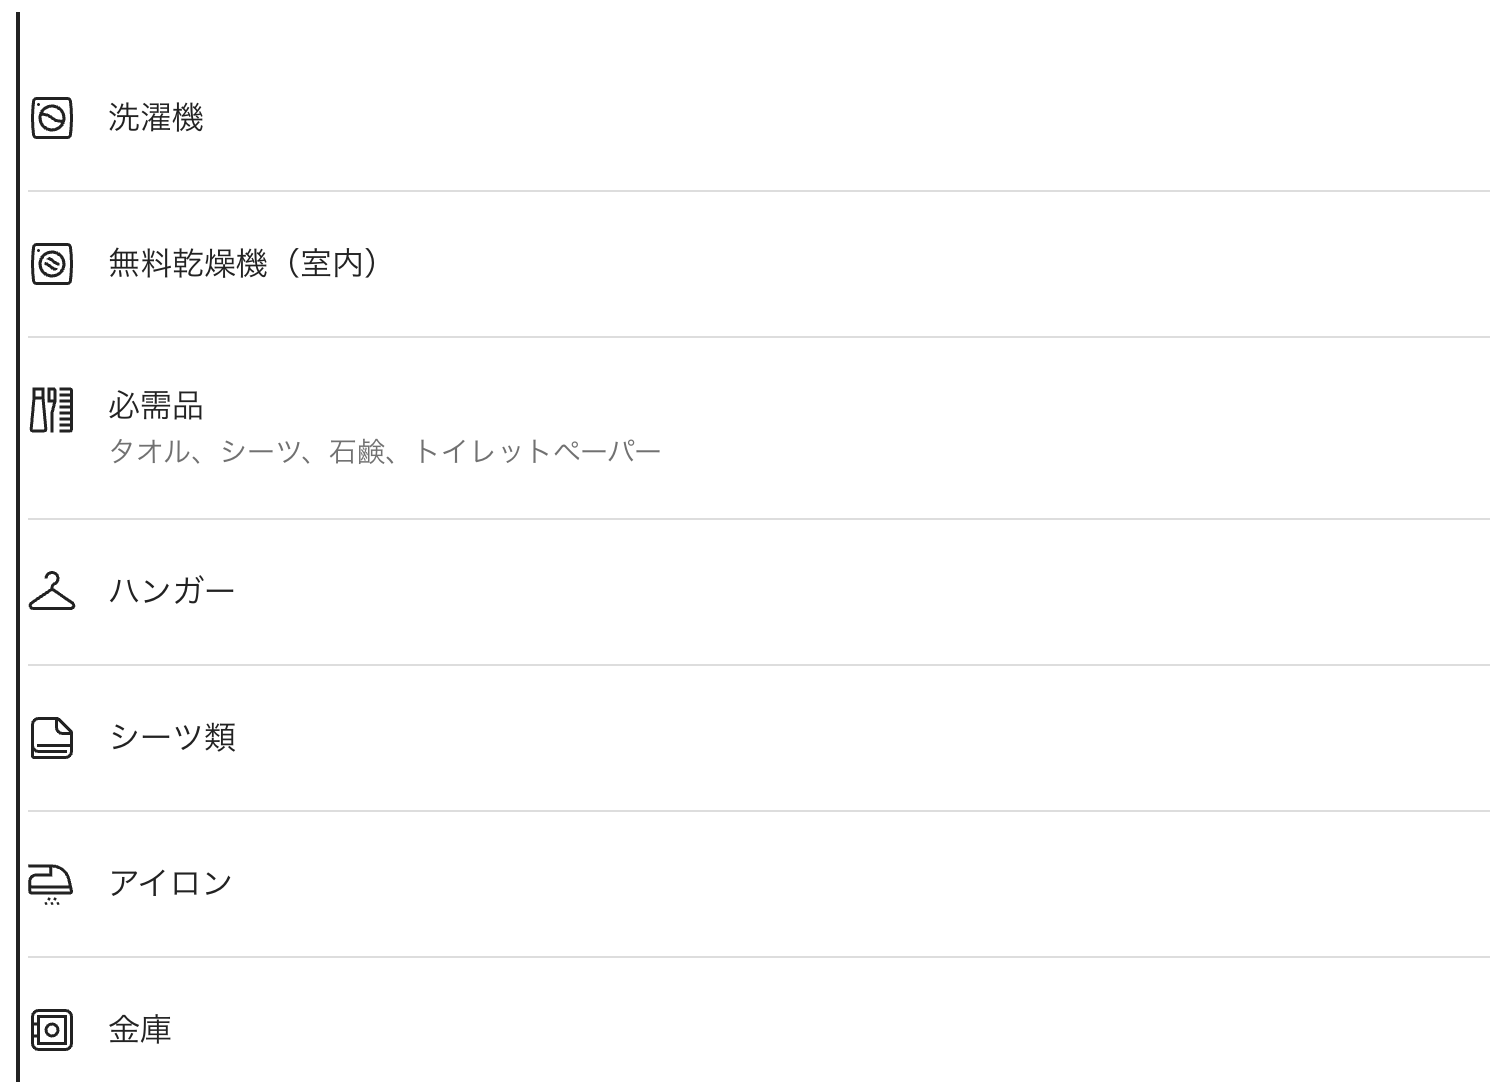 洗濯機
無料乾燥機（室内）
必需品
タオル、シーツ、石鹸、トイレットペーパー
ハンガー
シーツ類
アイロン
金庫